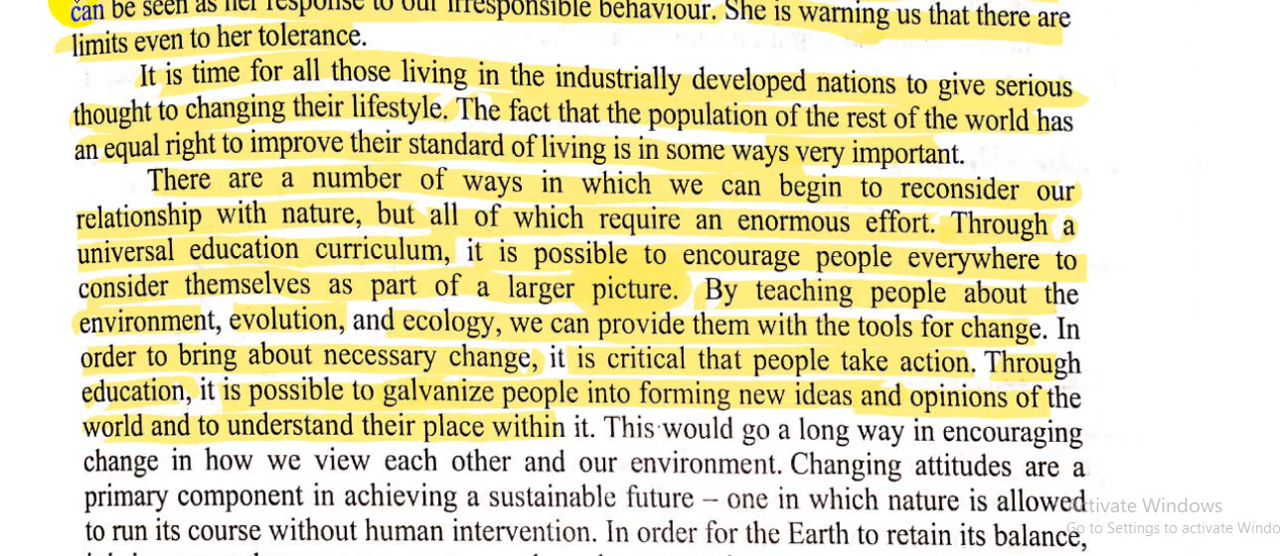 can be seen as her response to our irresponsible behaviour. She is warning us that there are
limits even to her tolerance.
It is time for all those living in the industrially developed nations to give serious
thought to changing their lifestyle. The fact that the population of the rest of the world has
an equal right to improve their standard of living is in some ways very important.
There are a number of ways in which we can begin to reconsider our
relationship with nature, but all of which require an enormous effort. Through a
universal education curriculum, it is possible to encourage people everywhere to
consider themselves as part of a larger picture. By teaching people about the
environment, evolution, and ecology, we can provide them with the tools for change. In
order to bring about necessary change, it is critical that people take action. Through
education, it is possible to galvanize people into forming new ideas and opinions of the
world and to understand their place within it. This would go a long way in encouraging
change in how we view each other and our environment. Changing attitudes are a
primary component in achieving a sustainable future – one in which nature is allowed
to run its course without human intervention. In order for the Earth to retain its balance,
Activate Windows
Go to Settings to activate Windo